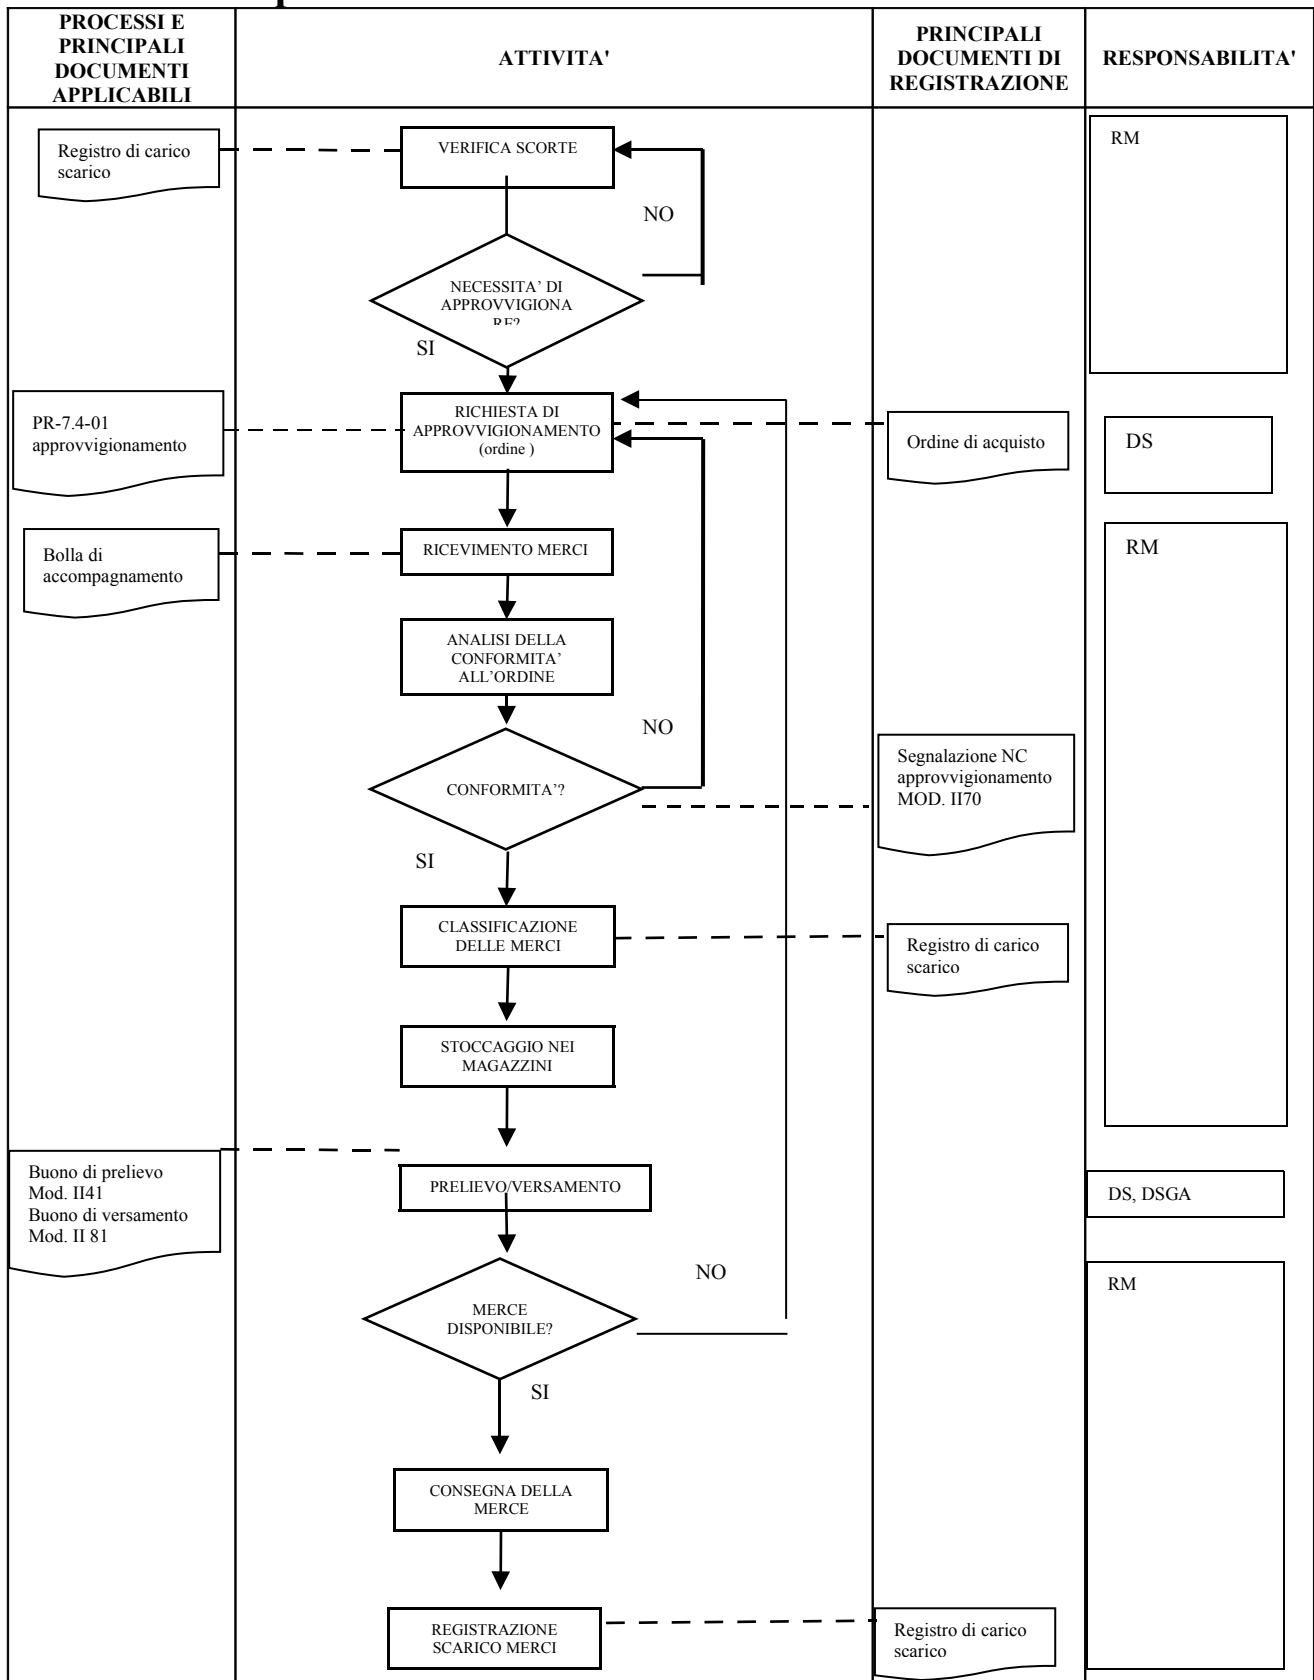 PROCESSI E
PRINCIPALI
DOCUMENTI
APPLICABILI
ATTIVITA'
PRINCIPALI
DOCUMENTI DI
REGISTRAZIONE
RESPONSABILITA'
Registro di carico
scarico
VERIFICA SCORTE
RM
NO
NECESSITA’ DI
APPROVVIGIONA
RE?
SI
PR-7.4-01
approvvigionamento
RICHIESTA DI
APPROVVIGIONAMENTO
(ordine )
Ordine di acquisto
DS
Bolla di
accompagnamento
RICEVIMENTO MERCI
RM
ANALISI DELLA
CONFORMITA’
ALL’ORDINE
NO
CONFORMITA’?
Segnalazione NC
approvvigionamento
MOD. II70
SI
CLASSIFICAZIONE
DELLE MERCI
Registro di carico
scarico
STOCCAGGIO NEI
MAGAZZINI
Buono di prelievo
Mod. II41
Buono di versamento
Mod. II 81
PRELIEVO/VERSAMENTO
DS, DSGA
NO
RM
MERCE
DISPONIBILE?
SI
CONSEGNA DELLA
MERCE
REGISTRAZIONE
SCARICO MERCI
Registro di carico
scarico